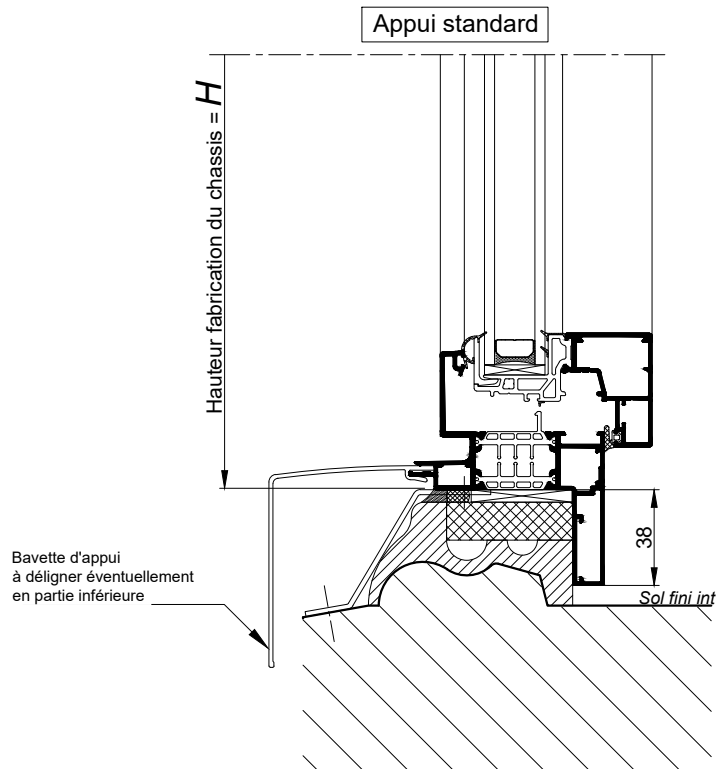 Appui standard
Hauteur fabrication du chassis = H
38
Sol fini int
Bavette d'appui
à déligner éventuellement
en partie inférieure